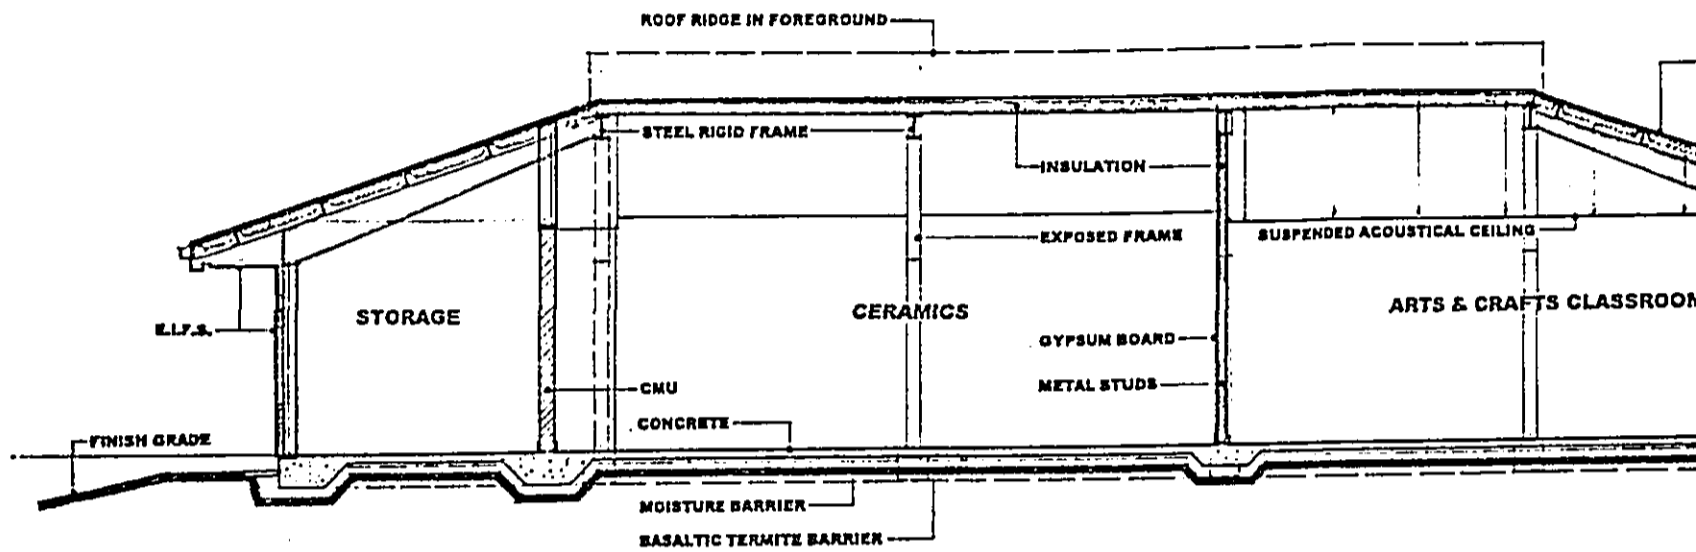 ROOF RIDGE IN FOREGROUND
STEEL RIGID FRAME
INSULATION
EXPOSED FRAME
SUSPENDED ACOUSTICAL CEILING
STORAGE
CERAMICS
ARTS & CRAFTS CLASSROOM
E.I.F.S.
GYPSUM BOARD
CMU
METAL STUDS
CONCRETE
FINISH GRADE
MOISTURE BARRIER
BASALTIC TERMITE BARRIER